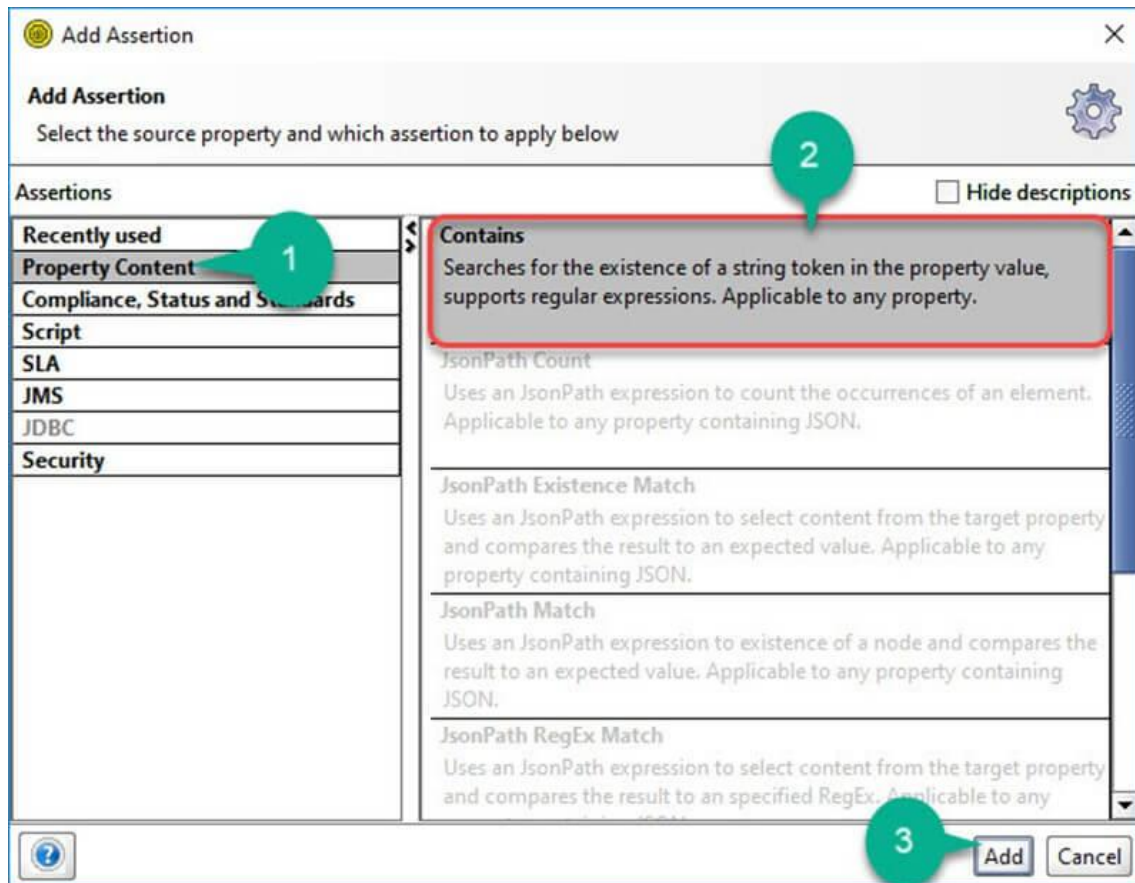 Add Assertion
Add Assertion
Select the source property and which assertion to apply below
2
Assertions
Hide descriptions
Recently used
Property Content
1
Compliance, Status and Standards
Script
SLA
JMS
JDBC
Security
Contains
Searches for the existence of a string token in the property value,
supports regular expressions. Applicable to any property.
JsonPath Count
Uses an JsonPath expression to count the occurrences of an element.
Applicable to any property containing JSON.
JsonPath Existence Match
Uses an JsonPath expression to select content from the target property
and compares the result to an expected value. Applicable to any
property containing JSON.
JsonPath Match
Uses an JsonPath expression to existence of a node and compares the
result to an expected value. Applicable to any property containing
JSON.
JsonPath RegEx Match
Uses an JsonPath expression to select content from the target property
and compares the result to an specified RegEx. Applicable to any
3
Add
Cancel